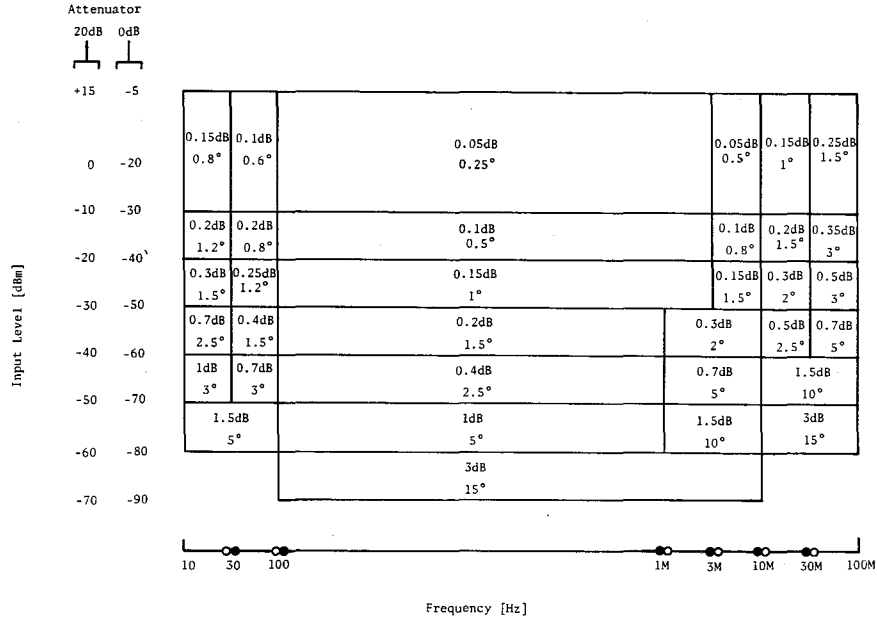 Attenuator
20dB 0dB
+15 -5
0.15dB 0.1dB 0.05dB 0.05dB 0.15dB 0.25dB
0 -20 0.8° 0.6° 0.25° 0.5° 1° 1.5°
-10 -30
0.2dB 0.2dB 0.1dB 0.1dB 0.2dB 0.35dB
1.2° 0.8° 0.5° 0.8° 1.5° 3°
-20 -40
0.3dB 0.25dB 0.15dB 0.15dB 0.3dB 0.5dB
1.5° 1.2° 1° 1.5° 2° 3°
-30 -50
0.7dB 0.4dB 0.2dB 0.3dB 0.5dB 0.7dB
2.5° 1.5° 1.5° 2° 2.5° 5°
-40 -60
1dB 0.7dB 0.4dB 0.7dB 1.5dB
3° 3° 2.5° 5° 10°
-50 -70
1.5dB 1dB 1.5dB 3dB
5° 5° 10° 15°
-60 -80
3dB
15°
-70 -90
Input Level [dBm]
10 30 100 1M 3M 10M 30M 100M
Frequency [Hz]